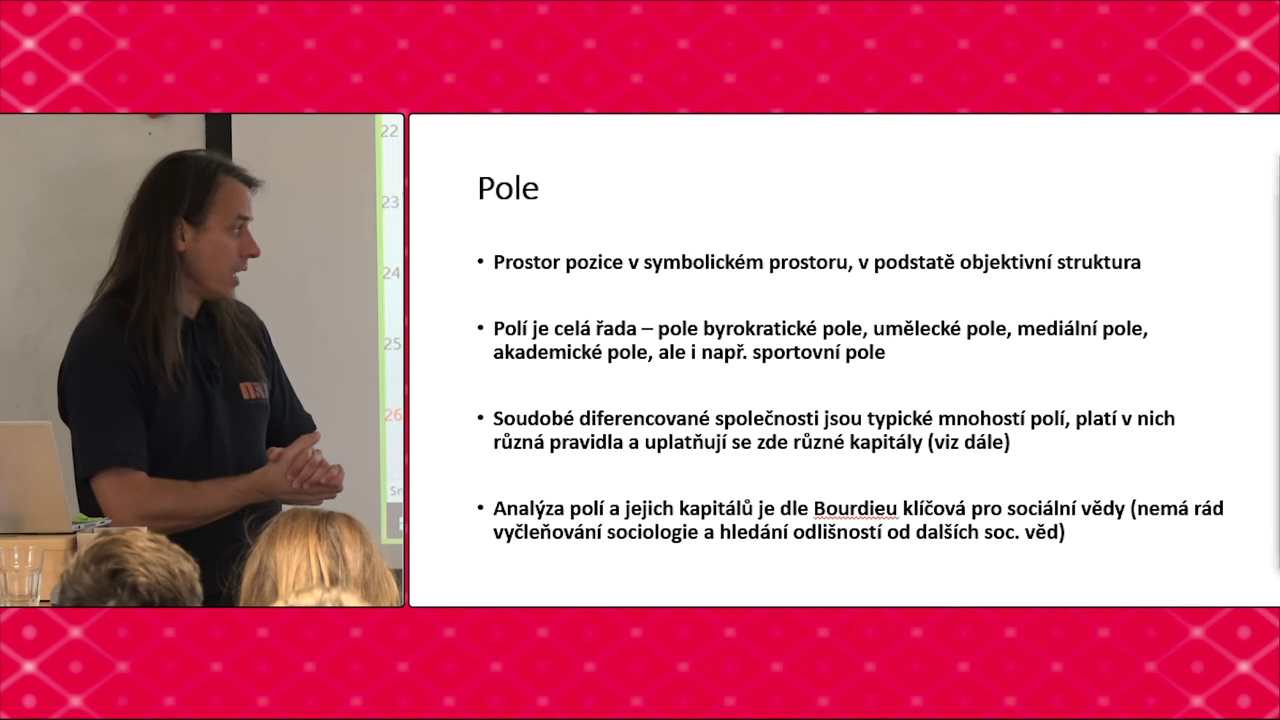 22
23
24
25
26
Pole
• Prostor pozice v symbolickém prostoru, v podstatě objektivní struktura
• Polí je celá řada – pole byrokratické pole, umělecké pole, mediální pole,
akademické pole, ale i např. sportovní pole
• Soudobé diferencované společnosti jsou typické mnohostí polí, platí v nich
různá pravidla a uplatňují se zde různé kapitály (viz dále)
• Analýza polí a jejich kapitálů je dle Bourdieu klíčová pro sociální vědy (nemá rád
vyčleňování sociologie a hledání odlišností od dalších soc. věd)